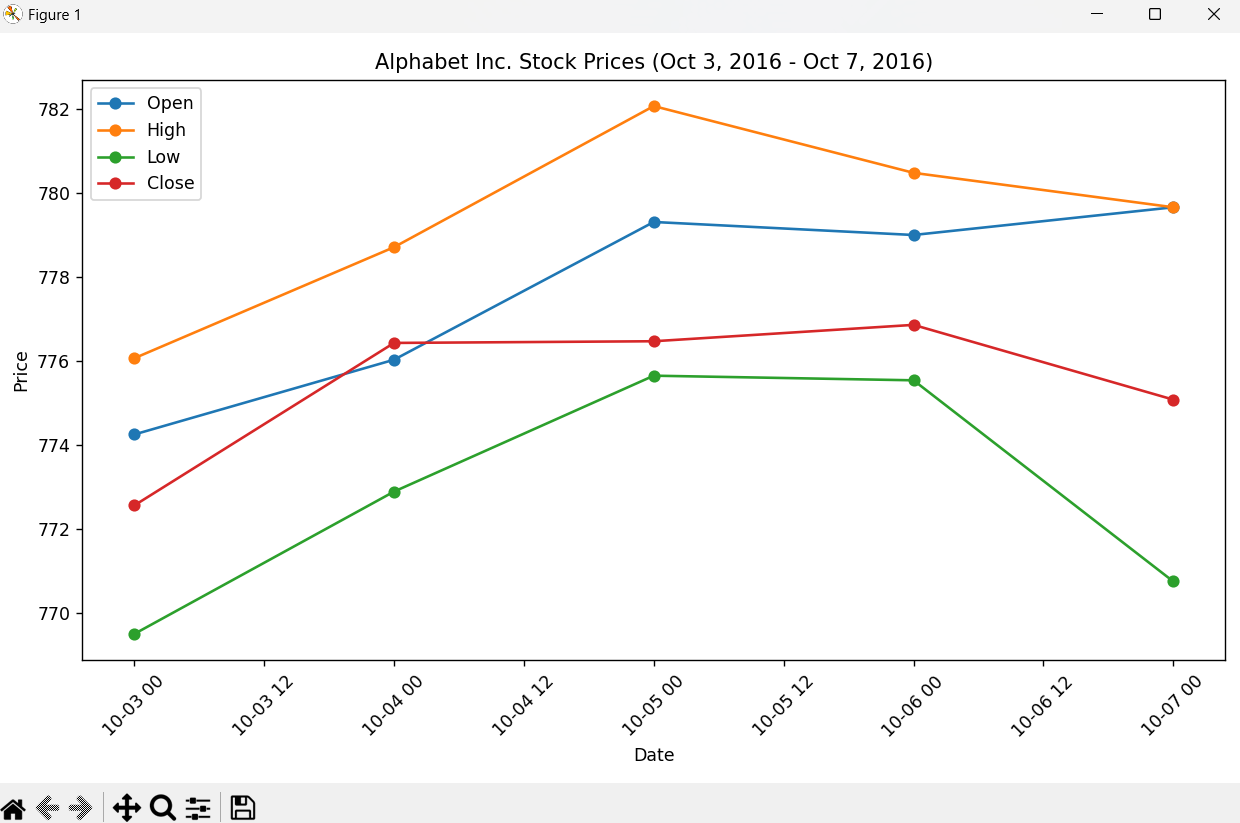 Figure 1
Alphabet Inc. Stock Prices (Oct 3, 2016 - Oct 7, 2016)
Open
High
Low
Close
782
780
778
776
774
772
770
Price
10-03 00
10-03 12
10-04 00
10-04 12
10-05 00
10-05 12
10-06 00
10-06 12
10-07 00
Date